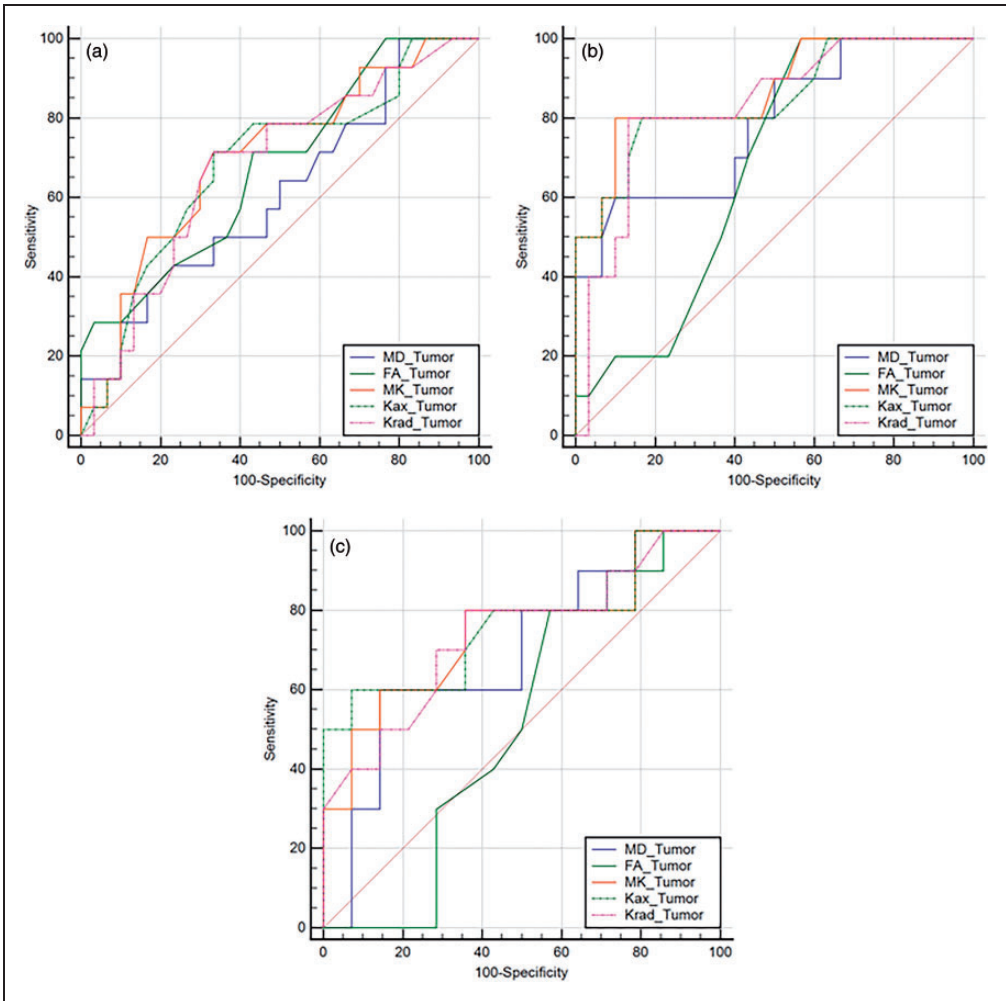 (a)
100
80
60
40
20
0
Sensitivity
0 20 40 60 80 100
100-Specificity
MD_Tumor
FA_Tumor
MK_Tumor
Kax_Tumor
Krad_Tumor
(b)
100
80
60
40
20
0
Sensitivity
0 20 40 60 80 100
100-Specificity
MD_Tumor
FA_Tumor
MK_Tumor
Kax_Tumor
Krad_Tumor
(c)
100
80
60
40
20
0
Sensitivity
0 20 40 60 80 100
100-Specificity
MD_Tumor
FA_Tumor
MK_Tumor
Kax_Tumor
Krad_Tumor